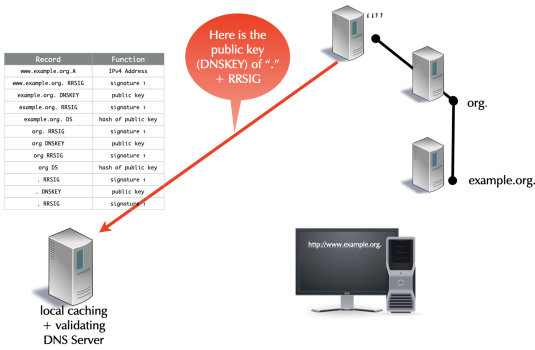 Here is the
public key
(DNSKEY) of “.”
+ RRSIG
“”
Record Function
www.example.org.A IPv4 Address
www.example.org. RRSIG signature ↑
example.org. DNSKEY public key
example.org. RRSIG signature ↑
example.org. DS hash of public key
org. RRSIG signature ↑
org DNSKEY public key
org RRSIG signature ↑
org DS hash of public key
. RRSIG signature ↑
. DNSKEY public key
. RRSIG signature ↑
org.
example.org.
http://www.example.org.
local caching
+ validating
DNS Server